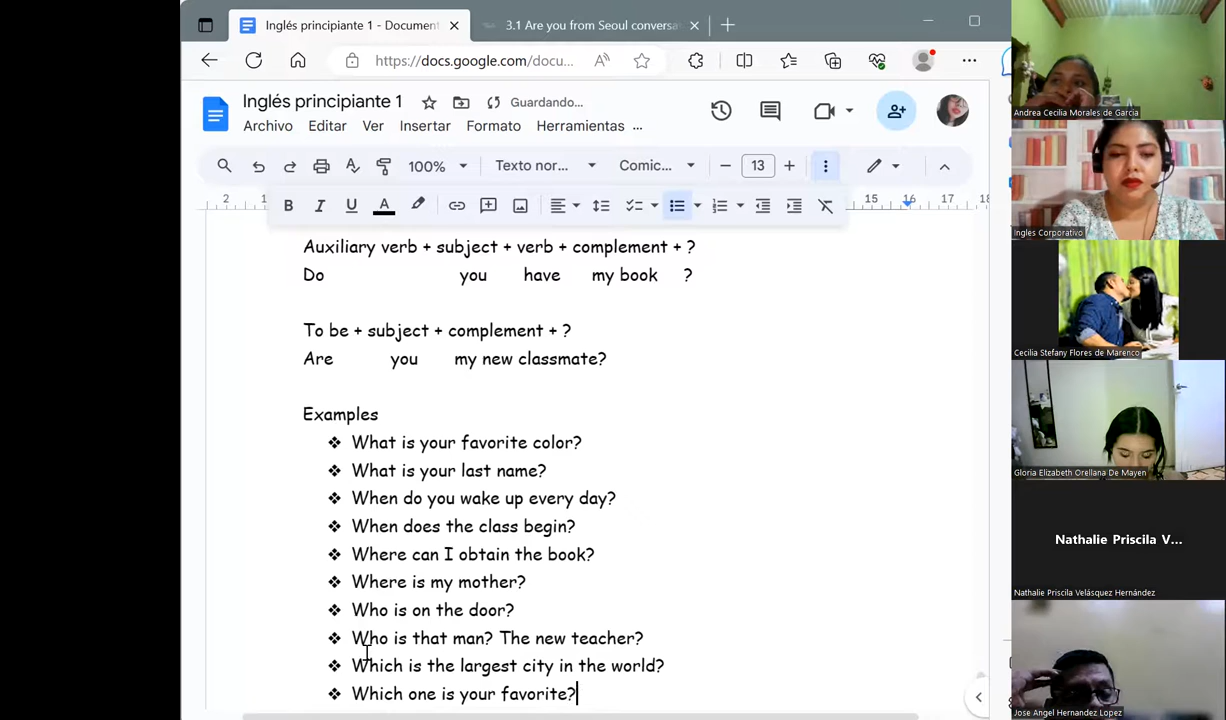 Inglés principiante 1 - Document
3.1 Are you from Seoul conversa
https://docs.google.com/docu...
Inglés principiante 1
Guardando...
Archivo Editar Ver Insertar Formato Herramientas ...
100% Texto nor... Comic... 13
2 1 15 16 17 18
Auxiliary verb + subject + verb + complement + ?
Do you have my book ?
To be + subject + complement + ?
Are you my new classmate?
Examples
❖ What is your favorite color?
❖ What is your last name?
❖ When do you wake up every day?
❖ When does the class begin?
❖ Where can I obtain the book?
❖ Where is my mother?
❖ Who is on the door?
❖ Who is that man? The new teacher?
❖ Which is the largest city in the world?
❖ Which one is your favorite?
Andrea Cecilia Morales de Garcia
Ingles Corporativo
Cecilia Stefany Flores de Marenco
Gloria Elizabeth Orellana De Mayen
Nathalie Priscila V...
Nathalie Priscila Velásquez Hernández
Jose Angel Hernandez Lopez